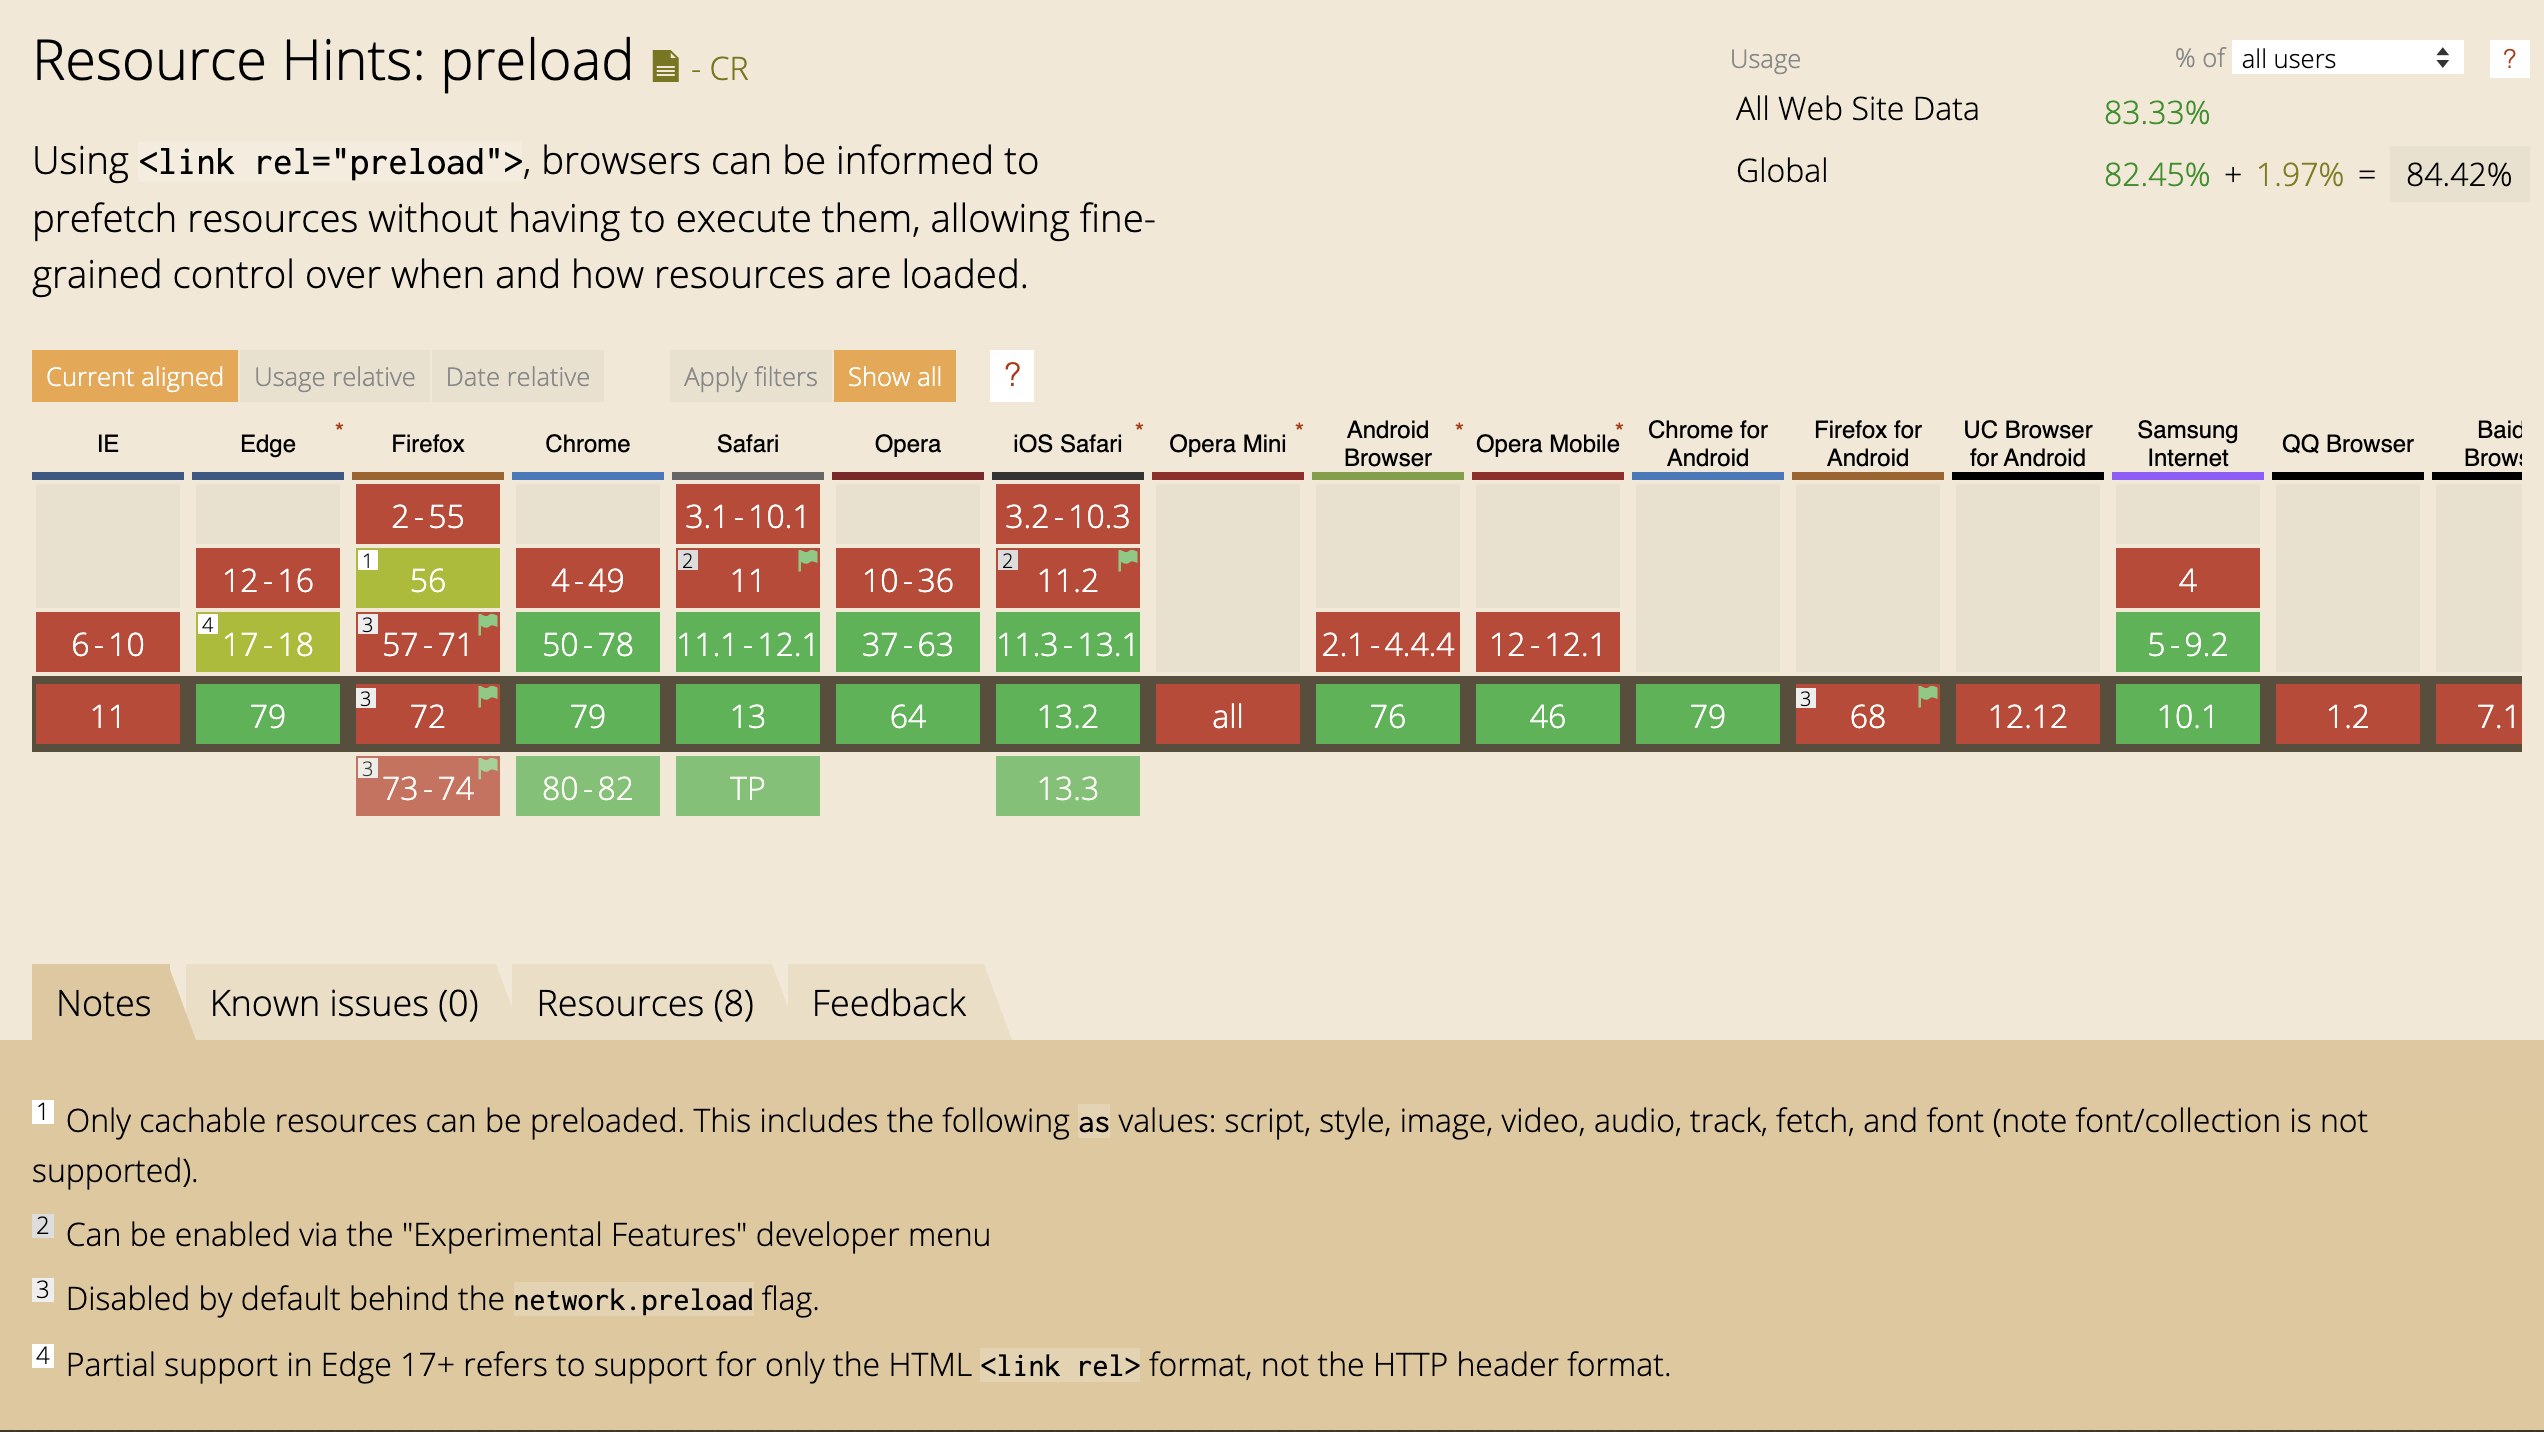 Resource Hints: preload - CR
Usage % of all users ?
All Web Site Data 83.33%
Global 82.45% + 1.97% = 84.42%
Using <link rel="preload">, browsers can be informed to
prefetch resources without having to execute them, allowing fine-
grained control over when and how resources are loaded.
Current aligned Usage relative Date relative Apply filters Show all ?
IE Edge * Firefox Chrome Safari Opera iOS Safari * Opera Mini * Android Browser * Opera Mobile * Chrome for Android Firefox for Android UC Browser for Android Samsung Internet QQ Browser
2-55 3.1-10.1 3.2-10.3
12-16 1 56 4-49 2 11 10-36 2 11.2 4
6-10 4 17-18 3 57-71 50-78 11.1-12.1 37-63 11.3-13.1 2.1-4.4.4 12-12.1 5-9.2
11 79 3 72 79 13 64 13.2 all 76 46 79 3 68 12.12 10.1 1.2 7.1
3 73-74 80-82 TP 13.3
Notes Known issues (0) Resources (8) Feedback
1 Only cachable resources can be preloaded. This includes the following as values: script, style, image, video, audio, track, fetch, and font (note font/collection is not
supported).
2 Can be enabled via the "Experimental Features" developer menu
3 Disabled by default behind the network.preload flag.
4 Partial support in Edge 17+ refers to support for only the HTML <link rel> format, not the HTTP header format.